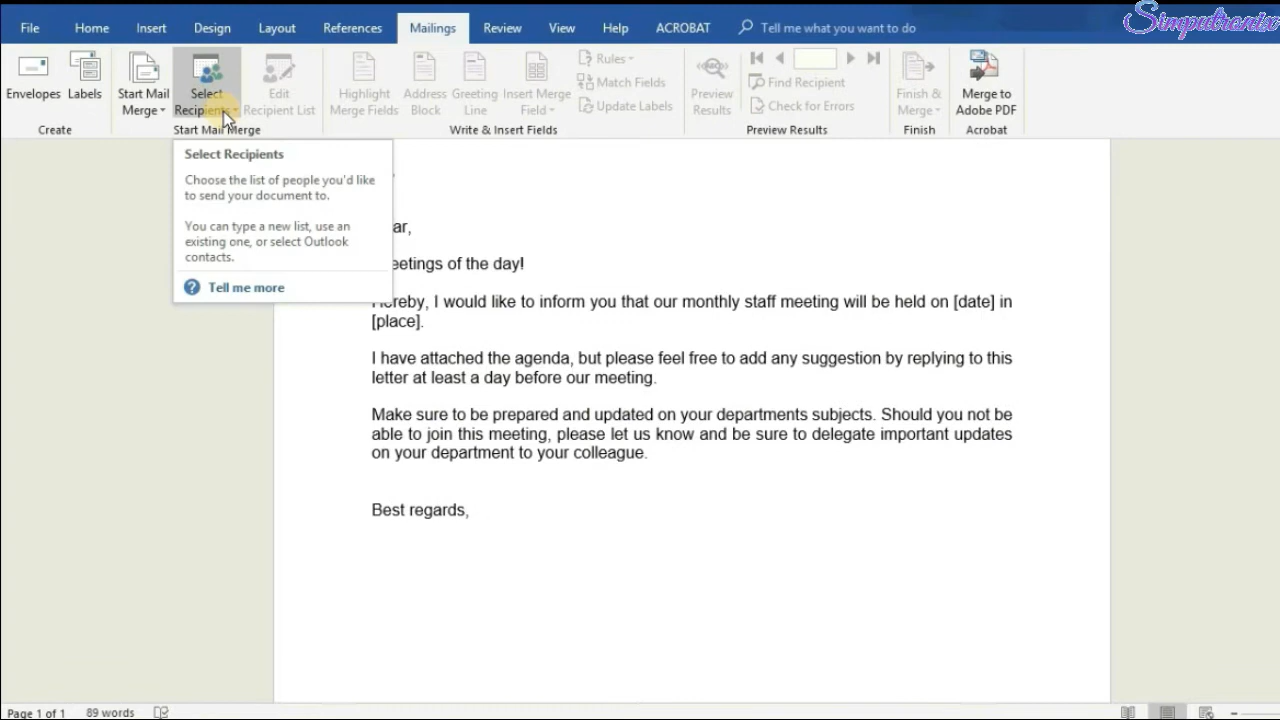 Simpubianix
File Home Insert Design Layout References Mailings Review View Help ACROBAT Tell me what you want to do
Envelopes Labels
Create
Start Mail Merge
Select Recipients
Edit Recipient List
Start Mail Merge
Highlight Merge Fields
Address Block
Greeting Line
Insert Merge Field
Rules
Match Fields
Update Labels
Write & Insert Fields
Preview Results
Find Recipient
Check for Errors
Preview Results
Finish & Merge
Finish
Merge to Adobe PDF
Acrobat
Select Recipients
Choose the list of people you'd like
to send your document to.
You can type a new list, use an
existing one, or select Outlook
contacts.
Tell me more
ar,
eetings of the day!
Hereby, I would like to inform you that our monthly staff meeting will be held on [date] in
[place].
I have attached the agenda, but please feel free to add any suggestion by replying to this
letter at least a day before our meeting.
Make sure to be prepared and updated on your departments subjects. Should you not be
able to join this meeting, please let us know and be sure to delegate important updates
on your department to your colleague.
Best regards,
Page 1 of 1 89 words